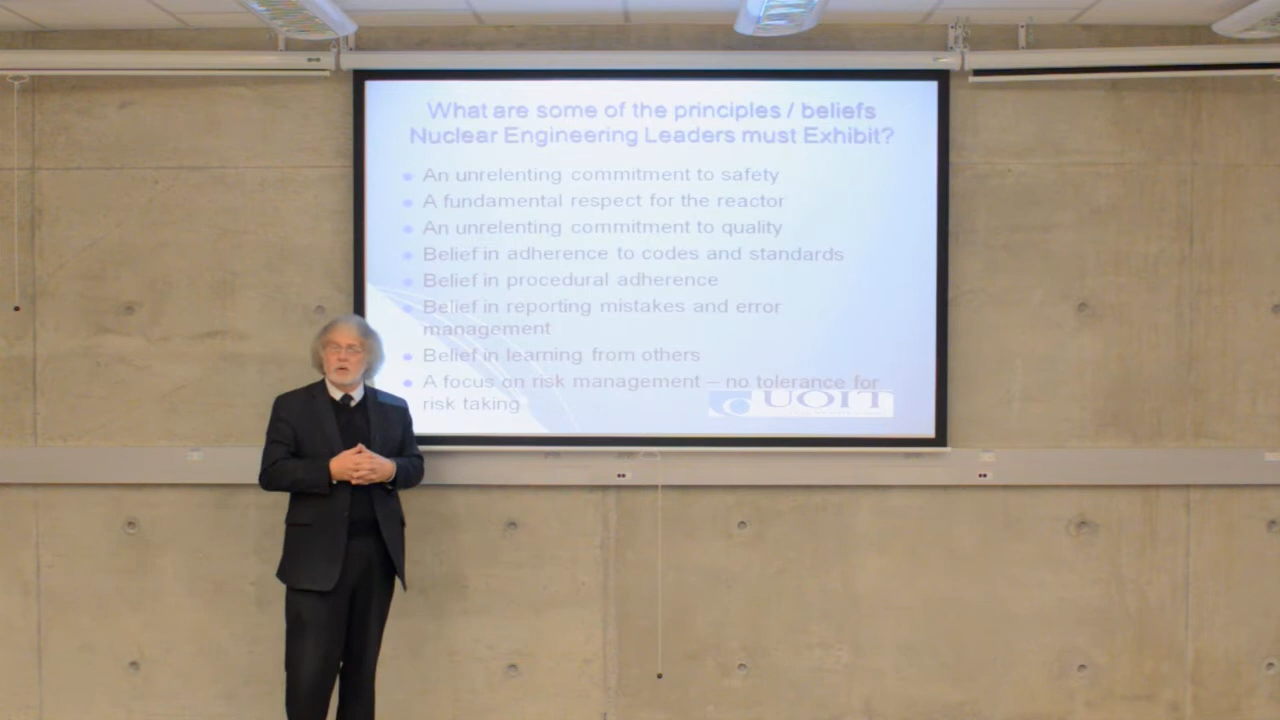 What are some of the principles / beliefs
Nuclear Engineering Leaders must Exhibit?
An unrelenting commitment to safety
A fundamental respect for the reactor
An unrelenting commitment to quality
Belief in adherence to codes and standards
Belief in procedural adherence
Belief in reporting mistakes and error
management
Belief in learning from others
A focus on risk management – no tolerance for
risk taking
UOIT